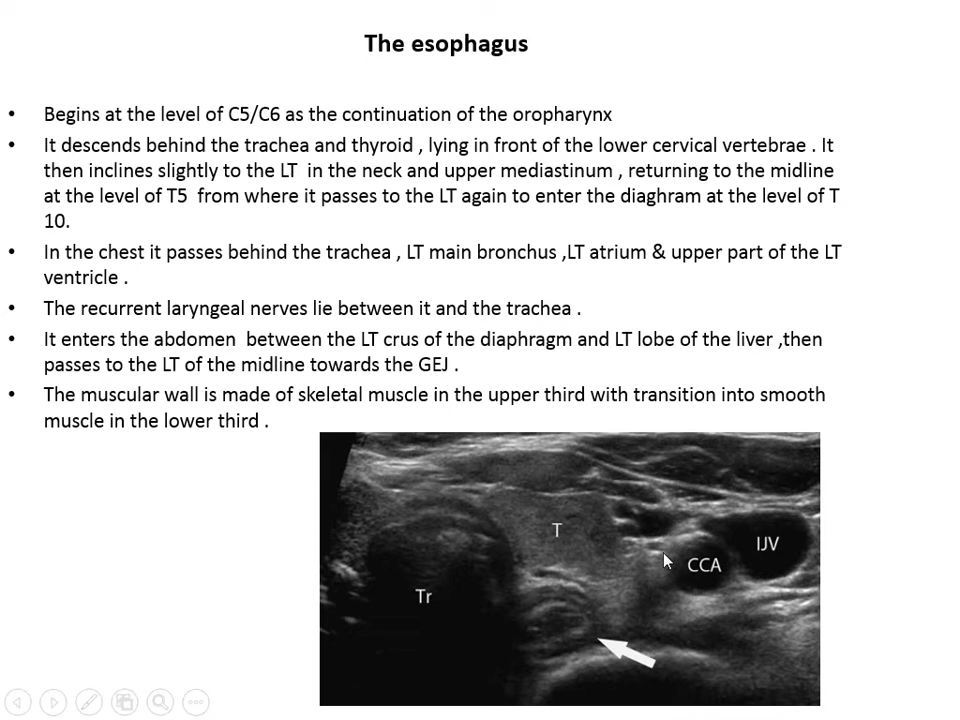 The esophagus
• Begins at the level of C5/C6 as the continuation of the oropharynx
• It descends behind the trachea and thyroid , lying in front of the lower cervical vertebrae . It
then inclines slightly to the LT in the neck and upper mediastinum , returning to the midline
at the level of T5 from where it passes to the LT again to enter the diaghram at the level of T
10.
• In the chest it passes behind the trachea , LT main bronchus ,LT atrium & upper part of the LT
ventricle .
• The recurrent laryngeal nerves lie between it and the trachea .
• It enters the abdomen between the LT crus of the diaphragm and LT lobe of the liver ,then
passes to the LT of the midline towards the GEJ .
• The muscular wall is made of skeletal muscle in the upper third with transition into smooth
muscle in the lower third .
T
IJV
CCA
Tr